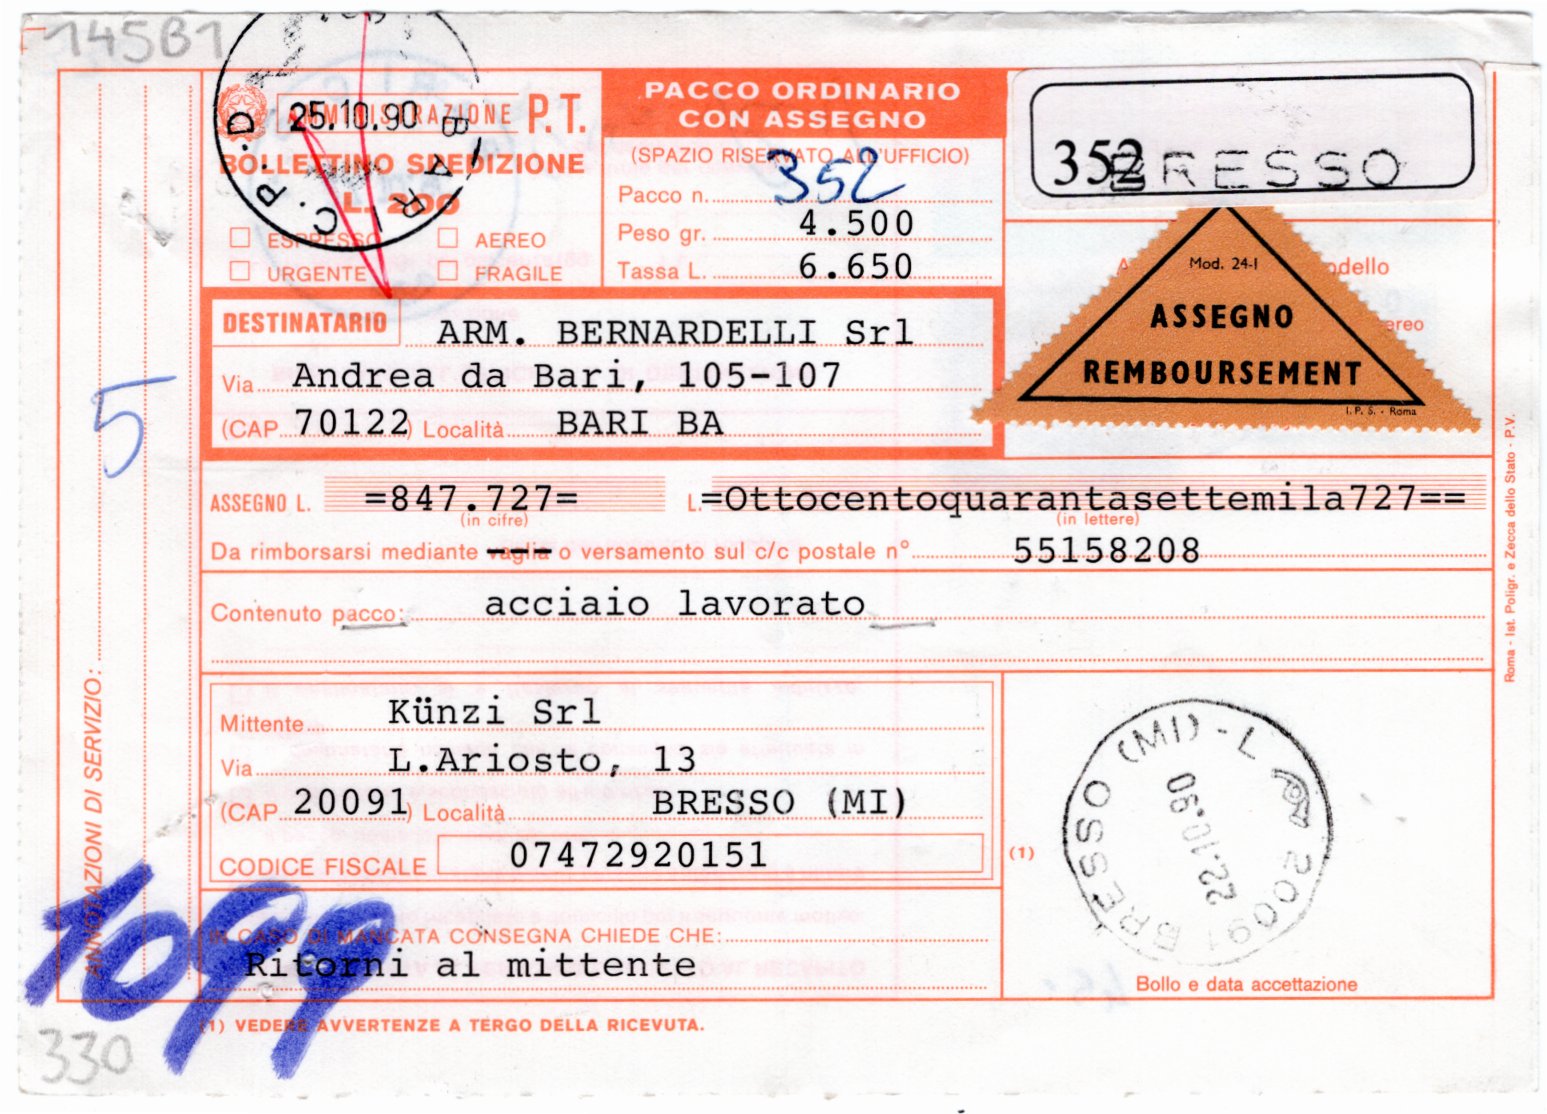 145B1
AMMINISTRAZIONE P.T.
BOLLETTINO SPEDIZIONE
L. 200
ESPRESSO
AEREO
URGENTE
FRAGILE
C.P.D. BARI
25.10.90
PACCO ORDINARIO
CON ASSEGNO
(SPAZIO RISERVATO ALL'UFFICIO)
Pacco n. 352
Peso gr. 4.500
Tassa L. 6.650
352 BRESSO
Mod. 24-I
ASSEGNO
REMBOURSEMENT
I. P. S. - Roma
DESTINATARIO ARM. BERNARDELLI Srl
Via Andrea da Bari, 105-107
(CAP 70122) Località BARI BA
5
ASSEGNO L. =847.727= L. =Ottocentoquarantasettemila727==
(in cifre) (in lettere)
Da rimborsarsi mediante vaglia o versamento sul c/c postale n° 55158208
Contenuto pacco: acciaio lavorato
Mittente Künzi Srl
Via L.Ariosto, 13
(CAP 20091) Località BRESSO (MI)
CODICE FISCALE 07472920151
IN CASO DI MANCATA CONSEGNA CHIEDE CHE:
Ritorni al mittente
(1)
20091 BRESSO (MI) - L
22.10.90
Bollo e data accettazione
(1) VEDERE AVVERTENZE A TERGO DELLA RICEVUTA.
ANNOTAZIONI DI SERVIZIO:
1099
330
Roma - Ist. Poligr. e Zecca dello Stato - P.V.